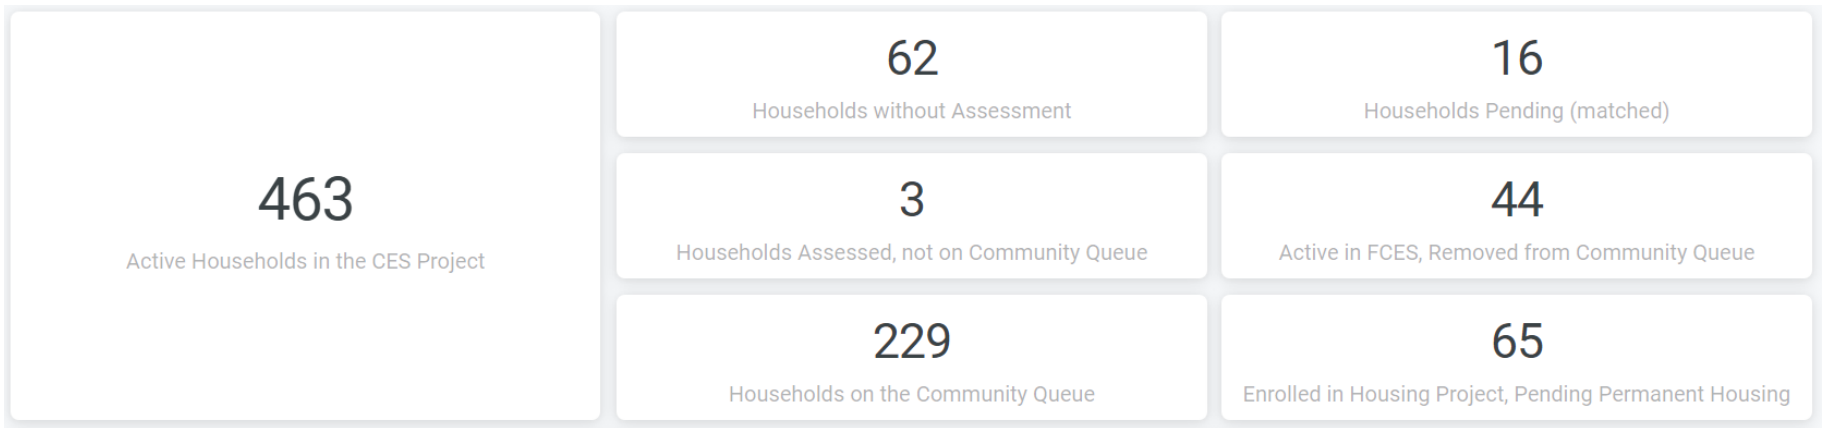 463
Active Households in the CES Project
62
Households without Assessment
16
Households Pending (matched)
3
Households Assessed, not on Community Queue
44
Active in FCES, Removed from Community Queue
229
Households on the Community Queue
65
Enrolled in Housing Project, Pending Permanent Housing